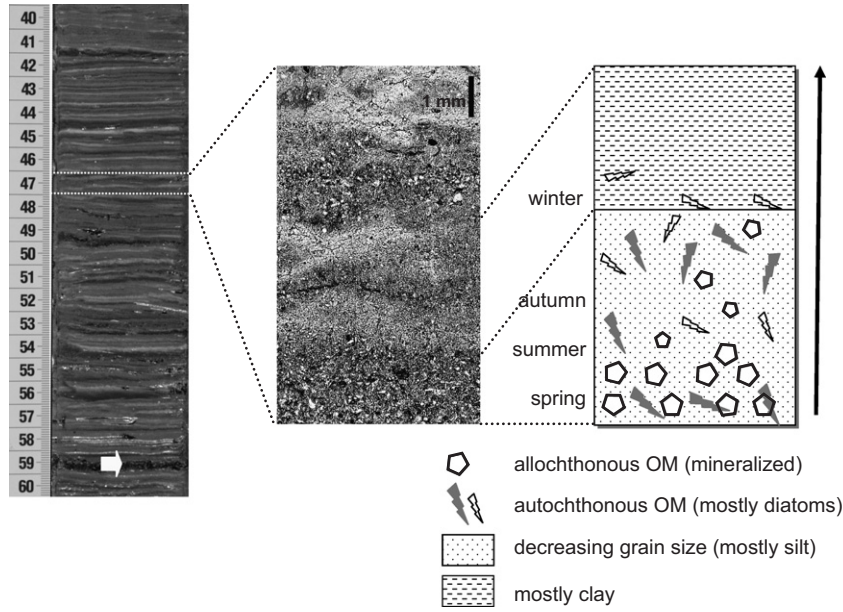 40
41
42
43
44
45
46
47
48
49
50
51
52
53
54
55
56
57
58
59
60
1 mm
winter
autumn
summer
spring
allochthonous OM (mineralized)
autochthonous OM (mostly diatoms)
decreasing grain size (mostly silt)
mostly clay